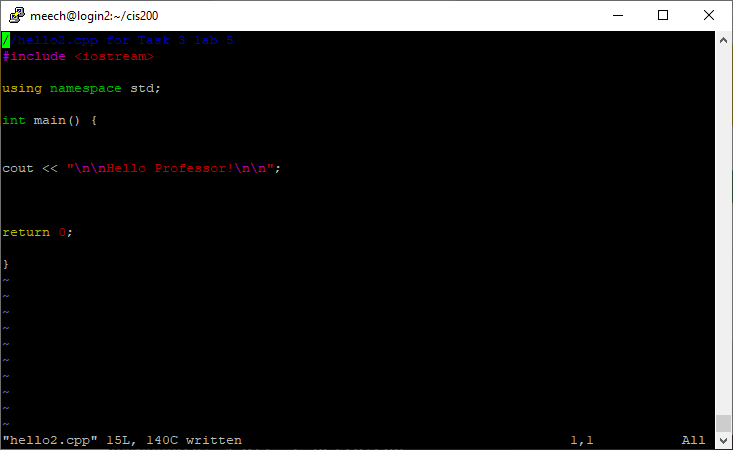 meech@login2:~/cis200
//hello2.cpp for Task 3 lab 5
#include <iostream>
using namespace std;
int main() {
cout << "\n\nHello Professor!\n\n";
return 0;
}
~
~
~
~
~
~
~
~
~
~
"hello2.cpp" 15L, 140C written 1,1 All